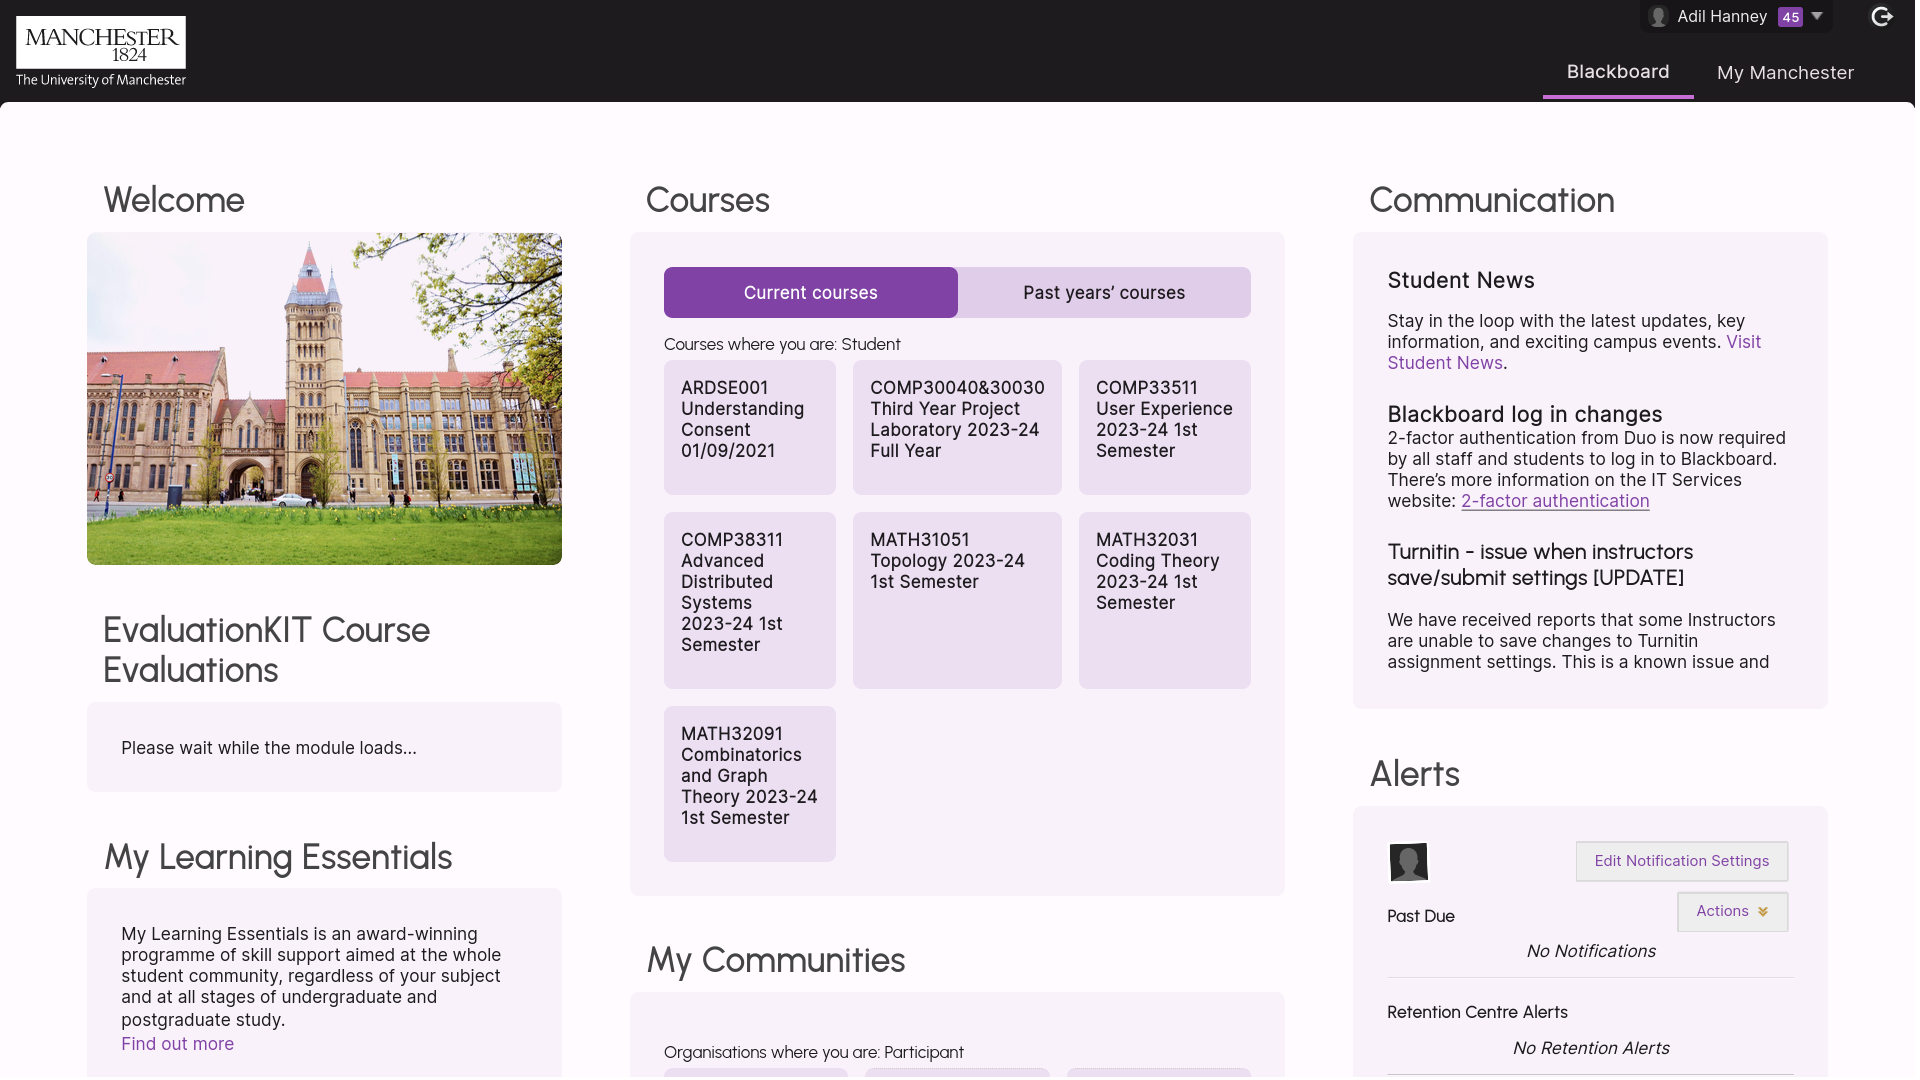 MANCHEsTER
1824
The University of Manchester
Adil Hanney 45
Blackboard
My Manchester
Welcome
EvaluationKIT Course
Evaluations
Please wait while the module loads...
My Learning Essentials
My Learning Essentials is an award-winning
programme of skill support aimed at the whole
student community, regardless of your subject
and at all stages of undergraduate and
postgraduate study.
Find out more
Courses
Current courses
Past years’ courses
Courses where you are: Student
ARDSE001
Understanding
Consent
01/09/2021
COMP30040&30030
Third Year Project
Laboratory 2023-24
Full Year
COMP33511
User Experience
2023-24 1st
Semester
COMP38311
Advanced
Distributed
Systems
2023-24 1st
Semester
MATH31051
Topology 2023-24
1st Semester
MATH32031
Coding Theory
2023-24 1st
Semester
MATH32091
Combinatorics
and Graph
Theory 2023-24
1st Semester
My Communities
Organisations where you are: Participant
Communication
Student News
Stay in the loop with the latest updates, key
information, and exciting campus events. Visit
Student News.
Blackboard log in changes
2-factor authentication from Duo is now required
by all staff and students to log in to Blackboard.
There’s more information on the IT Services
website: 2-factor authentication
Turnitin - issue when instructors
save/submit settings [UPDATE]
We have received reports that some Instructors
are unable to save changes to Turnitin
assignment settings. This is a known issue and
Alerts
Edit Notification Settings
Actions
Past Due
No Notifications
Retention Centre Alerts
No Retention Alerts